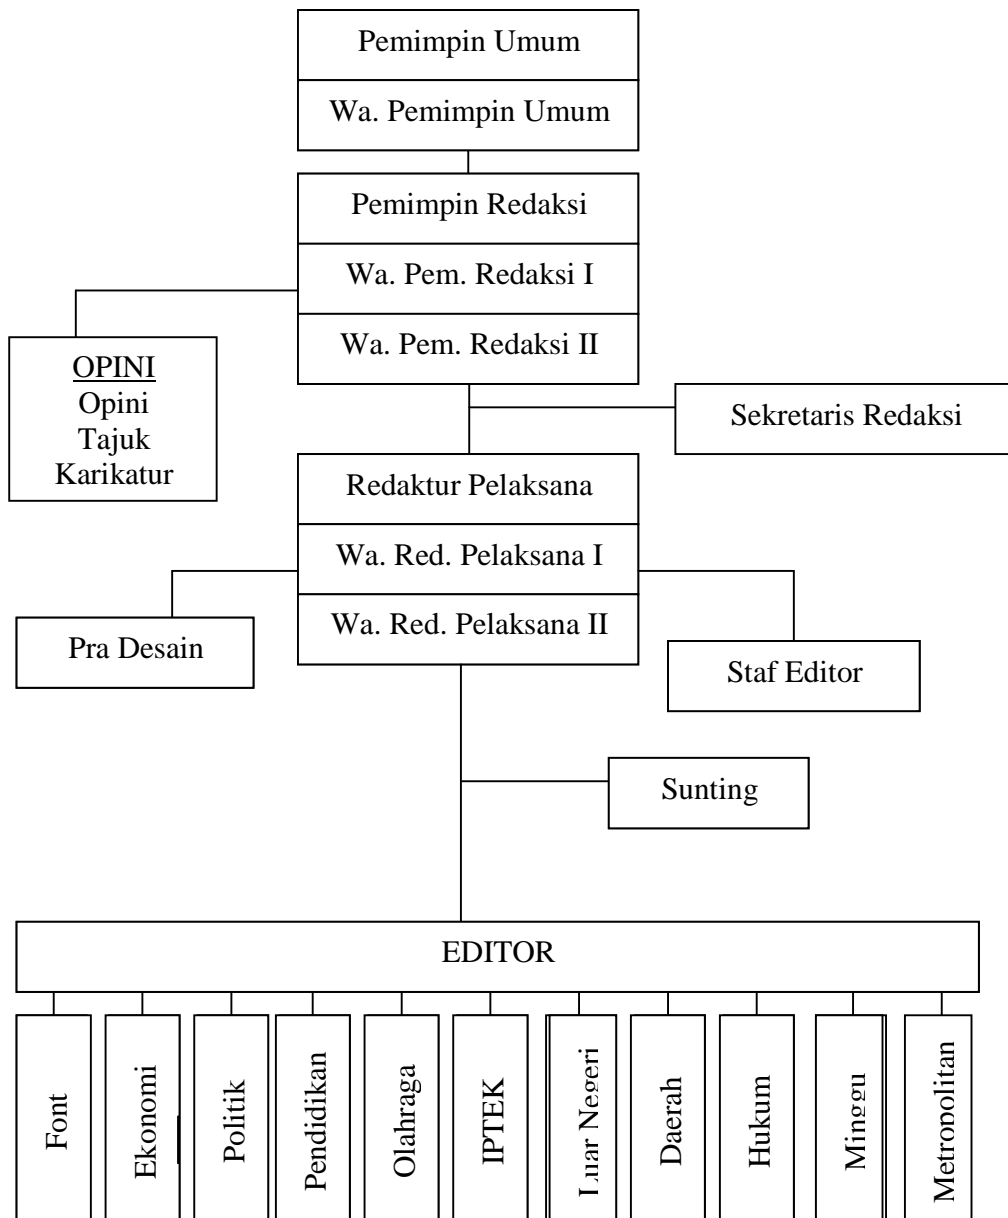 Pemimpin Umum
Wa. Pemimpin Umum
Pemimpin Redaksi
Wa. Pem. Redaksi I
Wa. Pem. Redaksi II
OPINI
Opini
Tajuk
Karikatur
Sekretaris Redaksi
Redaktur Pelaksana
Wa. Red. Pelaksana I
Wa. Red. Pelaksana II
Pra Desain
Staf Editor
Sunting
EDITOR
Font
Ekonomi
Politik
Pendidikan
Olahraga
IPTEK
Luar Negeri
Daerah
Hukum
Minggu
Metropolitan